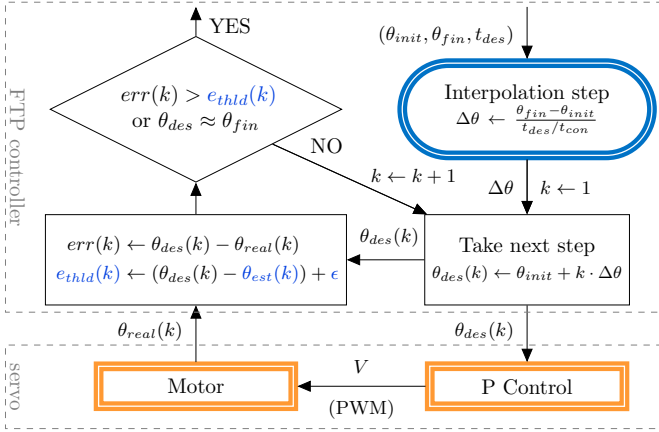 YES
(θ_init, θ_fin, t_des)
err(k) > e_thld(k)
or θ_des ≈ θ_fin
Interpolation step
Δθ ← (θ_fin−θ_init)/(t_des/t_con)
NO
k ← k + 1
Δθ
k ← 1
FTP controller
err(k) ← θ_des(k) − θ_real(k)
e_thld(k) ← (θ_des(k) − θ_est(k)) + ϵ
θ_des(k)
Take next step
θ_des(k) ← θ_init + k · Δθ
θ_real(k)
θ_des(k)
servo
Motor
V
(PWM)
P Control